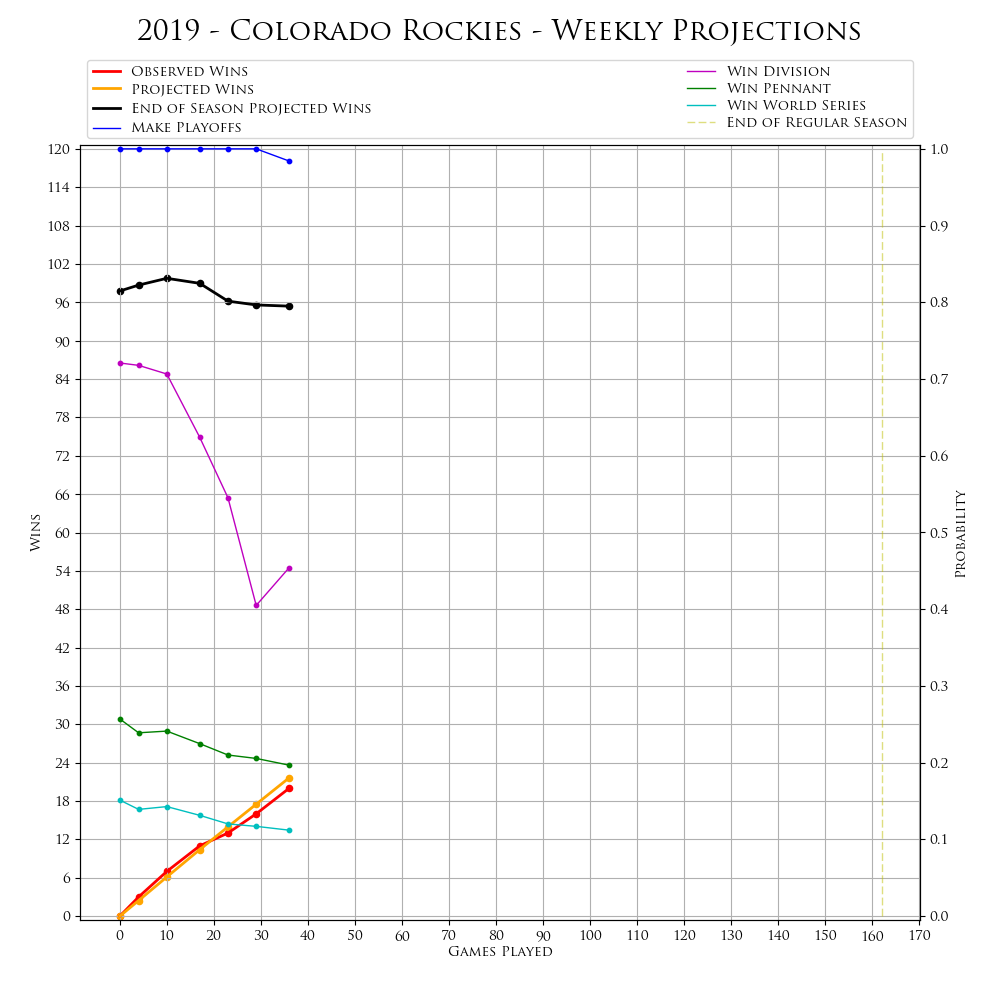 2019 - Colorado Rockies - Weekly Projections
Observed Wins
Projected Wins
End of Season Projected Wins
Make Playoffs
Win Division
Win Pennant
Win World Series
End of Regular Season
120
114
108
102
96
90
84
78
72
66
60
54
48
42
36
30
24
18
12
6
0
Wins
1.0
0.9
0.8
0.7
0.6
0.5
0.4
0.3
0.2
0.1
0.0
Probability
0 10 20 30 40 50 60 70 80 90 100 110 120 130 140 150 160 170
Games Played